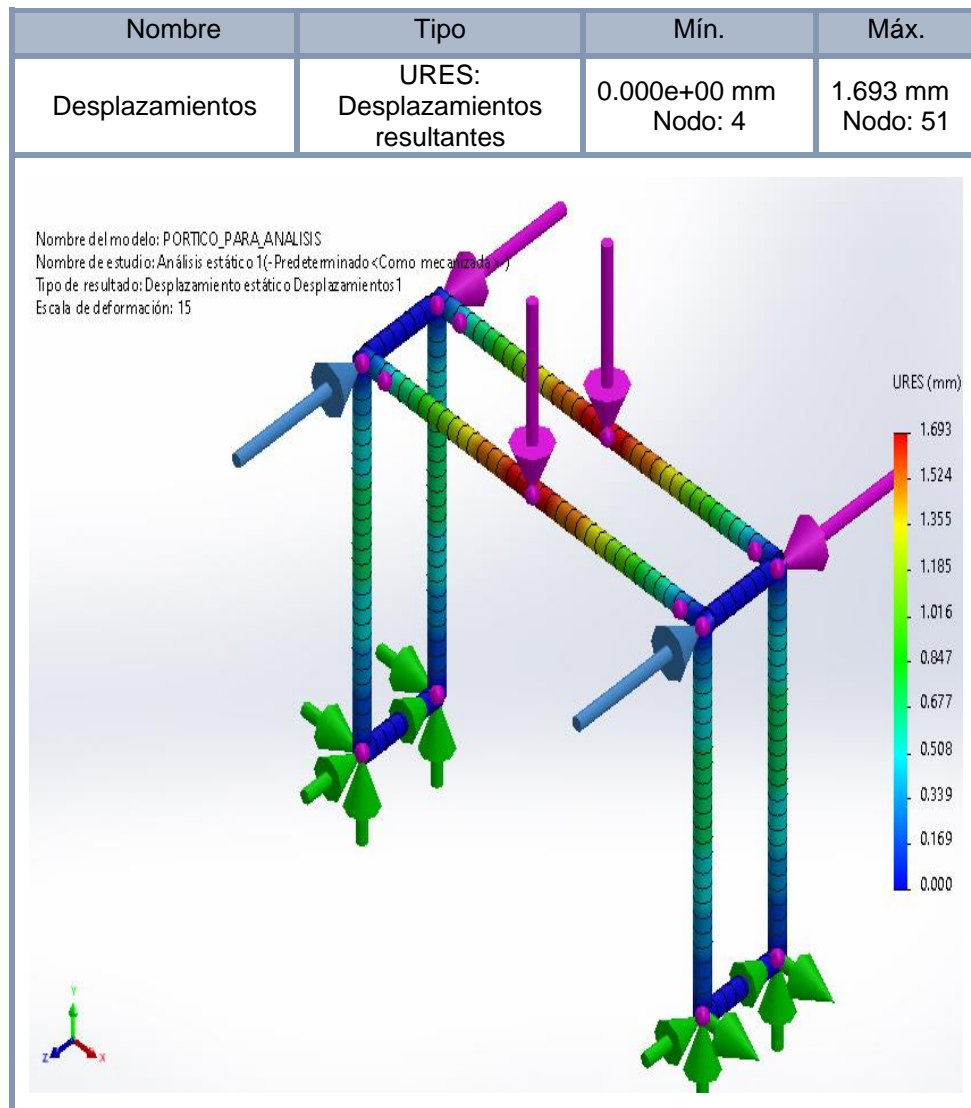 Nombre Tipo Mín. Máx.
Desplazamientos
URES:
Desplazamientos
resultantes
0.000e+00 mm
Nodo: 4
1.693 mm
Nodo: 51
Nombre del modelo: PORTICO_PARA_ANALISIS
Nombre de estudio: Análisis estático 1(-Predeterminado<Como mecanizada>-)
Tipo de resultado: Desplazamiento estático Desplazamientos1
Escala de deformación: 15
URES (mm)
1.693
1.524
1.355
1.185
1.016
0.847
0.677
0.508
0.339
0.169
0.000
Y
Z
X